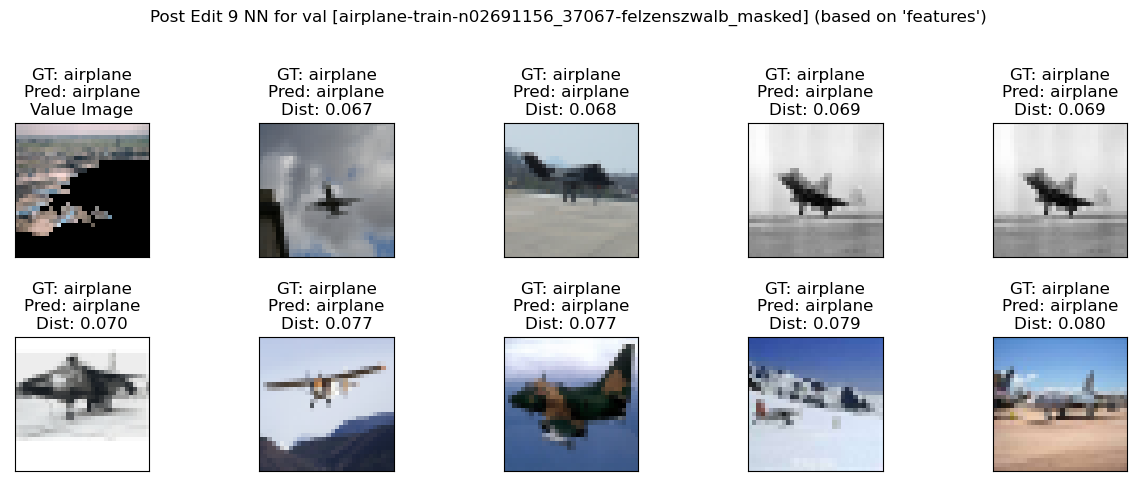 Post Edit 9 NN for val [airplane-train-n02691156_37067-felzenszwalb_masked] (based on 'features')
GT: airplane
Pred: airplane
Value Image
GT: airplane
Pred: airplane
Dist: 0.067
GT: airplane
Pred: airplane
Dist: 0.068
GT: airplane
Pred: airplane
Dist: 0.069
GT: airplane
Pred: airplane
Dist: 0.069
GT: airplane
Pred: airplane
Dist: 0.070
GT: airplane
Pred: airplane
Dist: 0.077
GT: airplane
Pred: airplane
Dist: 0.077
GT: airplane
Pred: airplane
Dist: 0.079
GT: airplane
Pred: airplane
Dist: 0.080